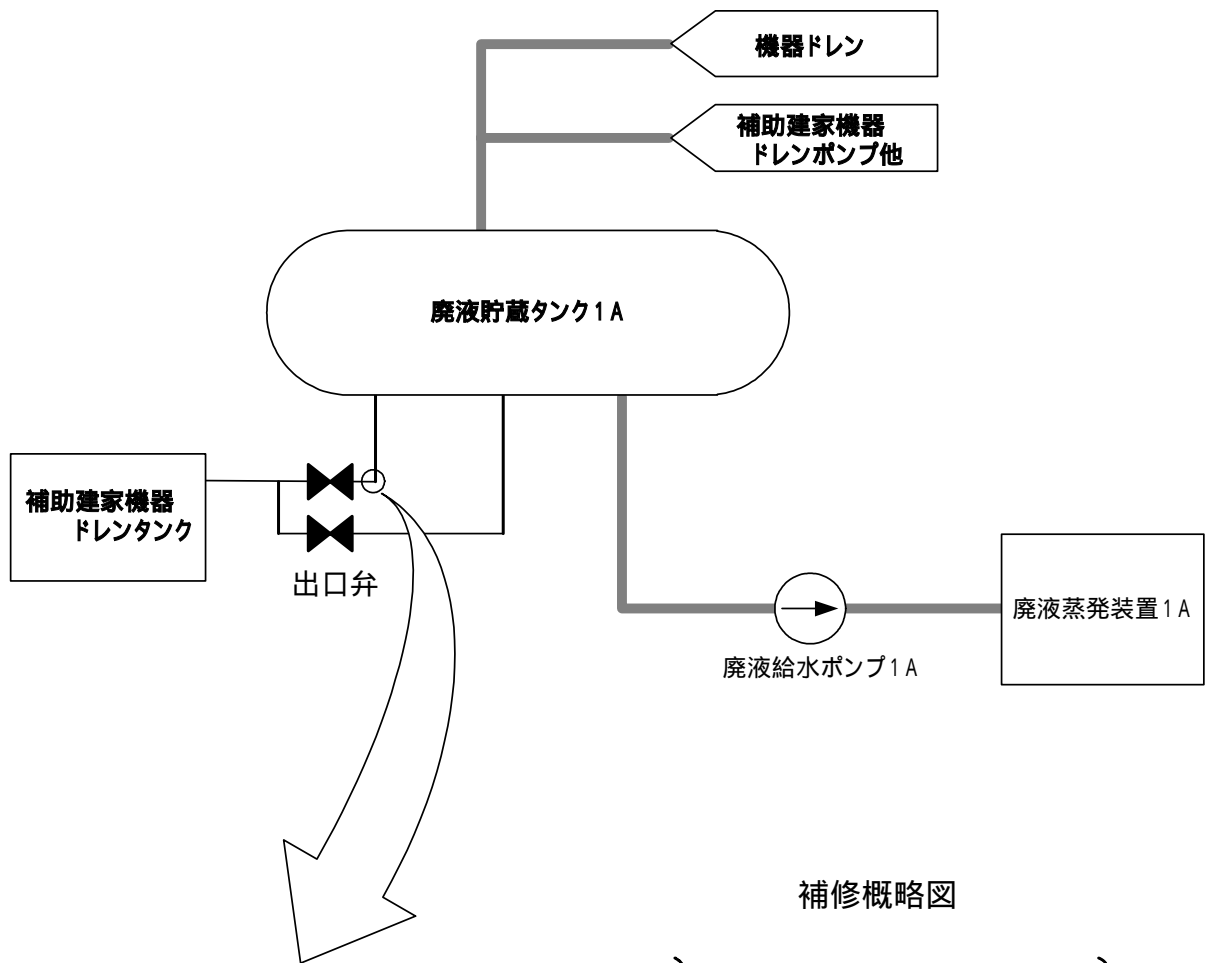 機器ドレン
補助建家機器
ドレンポンプ他
廃液貯蔵タンク1A
補助建家機器
ドレンタンク
出口弁
廃液給水ポンプ1A
廃液蒸発装置1A
補修概略図